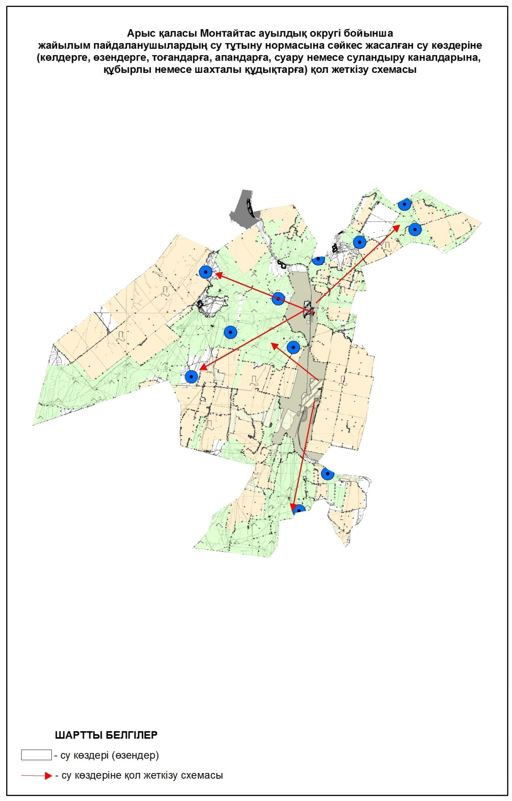 Арыс қаласы Монтайтас ауылдық округі бойынша
жайылым пайдаланушылардың су тұтыну нормасына сәйкес жасалған су көздеріне
(көлдерге, өзендерге, тоғандарға, апандарға, суару немесе суландыру каналдарына,
құбырлы немесе шахталы құдықтарға) қол жеткізу схемасы
ШАРТТЫ БЕЛГІЛЕР
- су көздері (өзендер)
- су көздеріне қол жеткізу схемасы